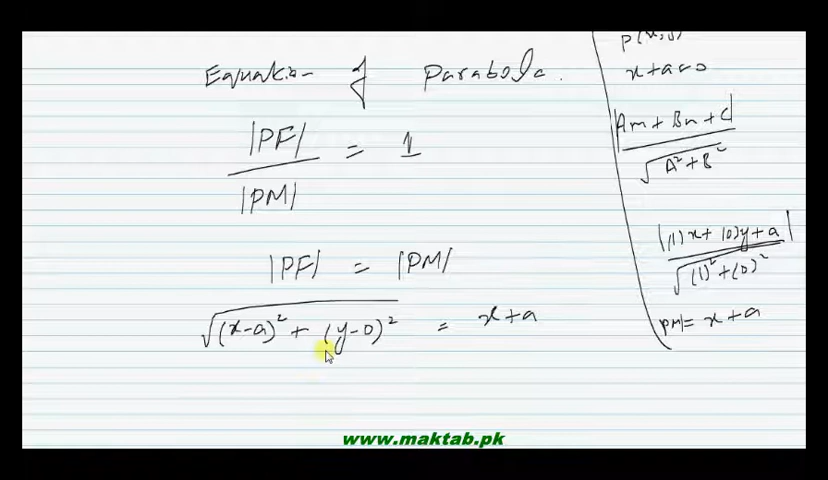 Equation of Parabola.
|PF| / |PM| = 1
|PF| = |PM|
√(x-a)² + (y-0)² = x+a
x+a=0
|Am + Bn + C| / √A² + B²
|(1)x + (0)y + a| / √(1)² + (0)²
PM = x+a
www.maktab.pk